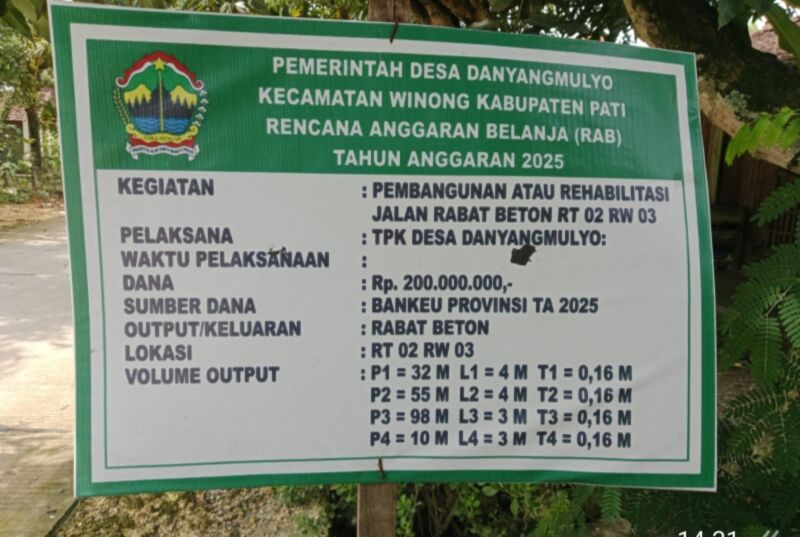 PEMERINTAH DESA DANYANGMULYO
KECAMATAN WINONG KABUPATEN PATI
RENCANA ANGGARAN BELANJA (RAB)
TAHUN ANGGARAN 2025
KEGIATAN : PEMBANGUNAN ATAU REHABILITASI
JALAN RABAT BETON RT 02 RW 03
PELAKSANA : TPK DESA DANYANGMULYO:
WAKTU PELAKSANAAN :
DANA : Rp. 200.000.000,-
SUMBER DANA : BANKEU PROVINSI TA 2025
OUTPUT/KELUARAN : RABAT BETON
LOKASI : RT 02 RW 03
VOLUME OUTPUT : P1 = 32 M L1 = 4 M T1 = 0,16 M
P2 = 55 M L2 = 4 M T2 = 0,16 M
P3 = 98 M L3 = 3 M T3 = 0,16 M
P4 = 10 M L4 = 3 M T4 = 0,16 M